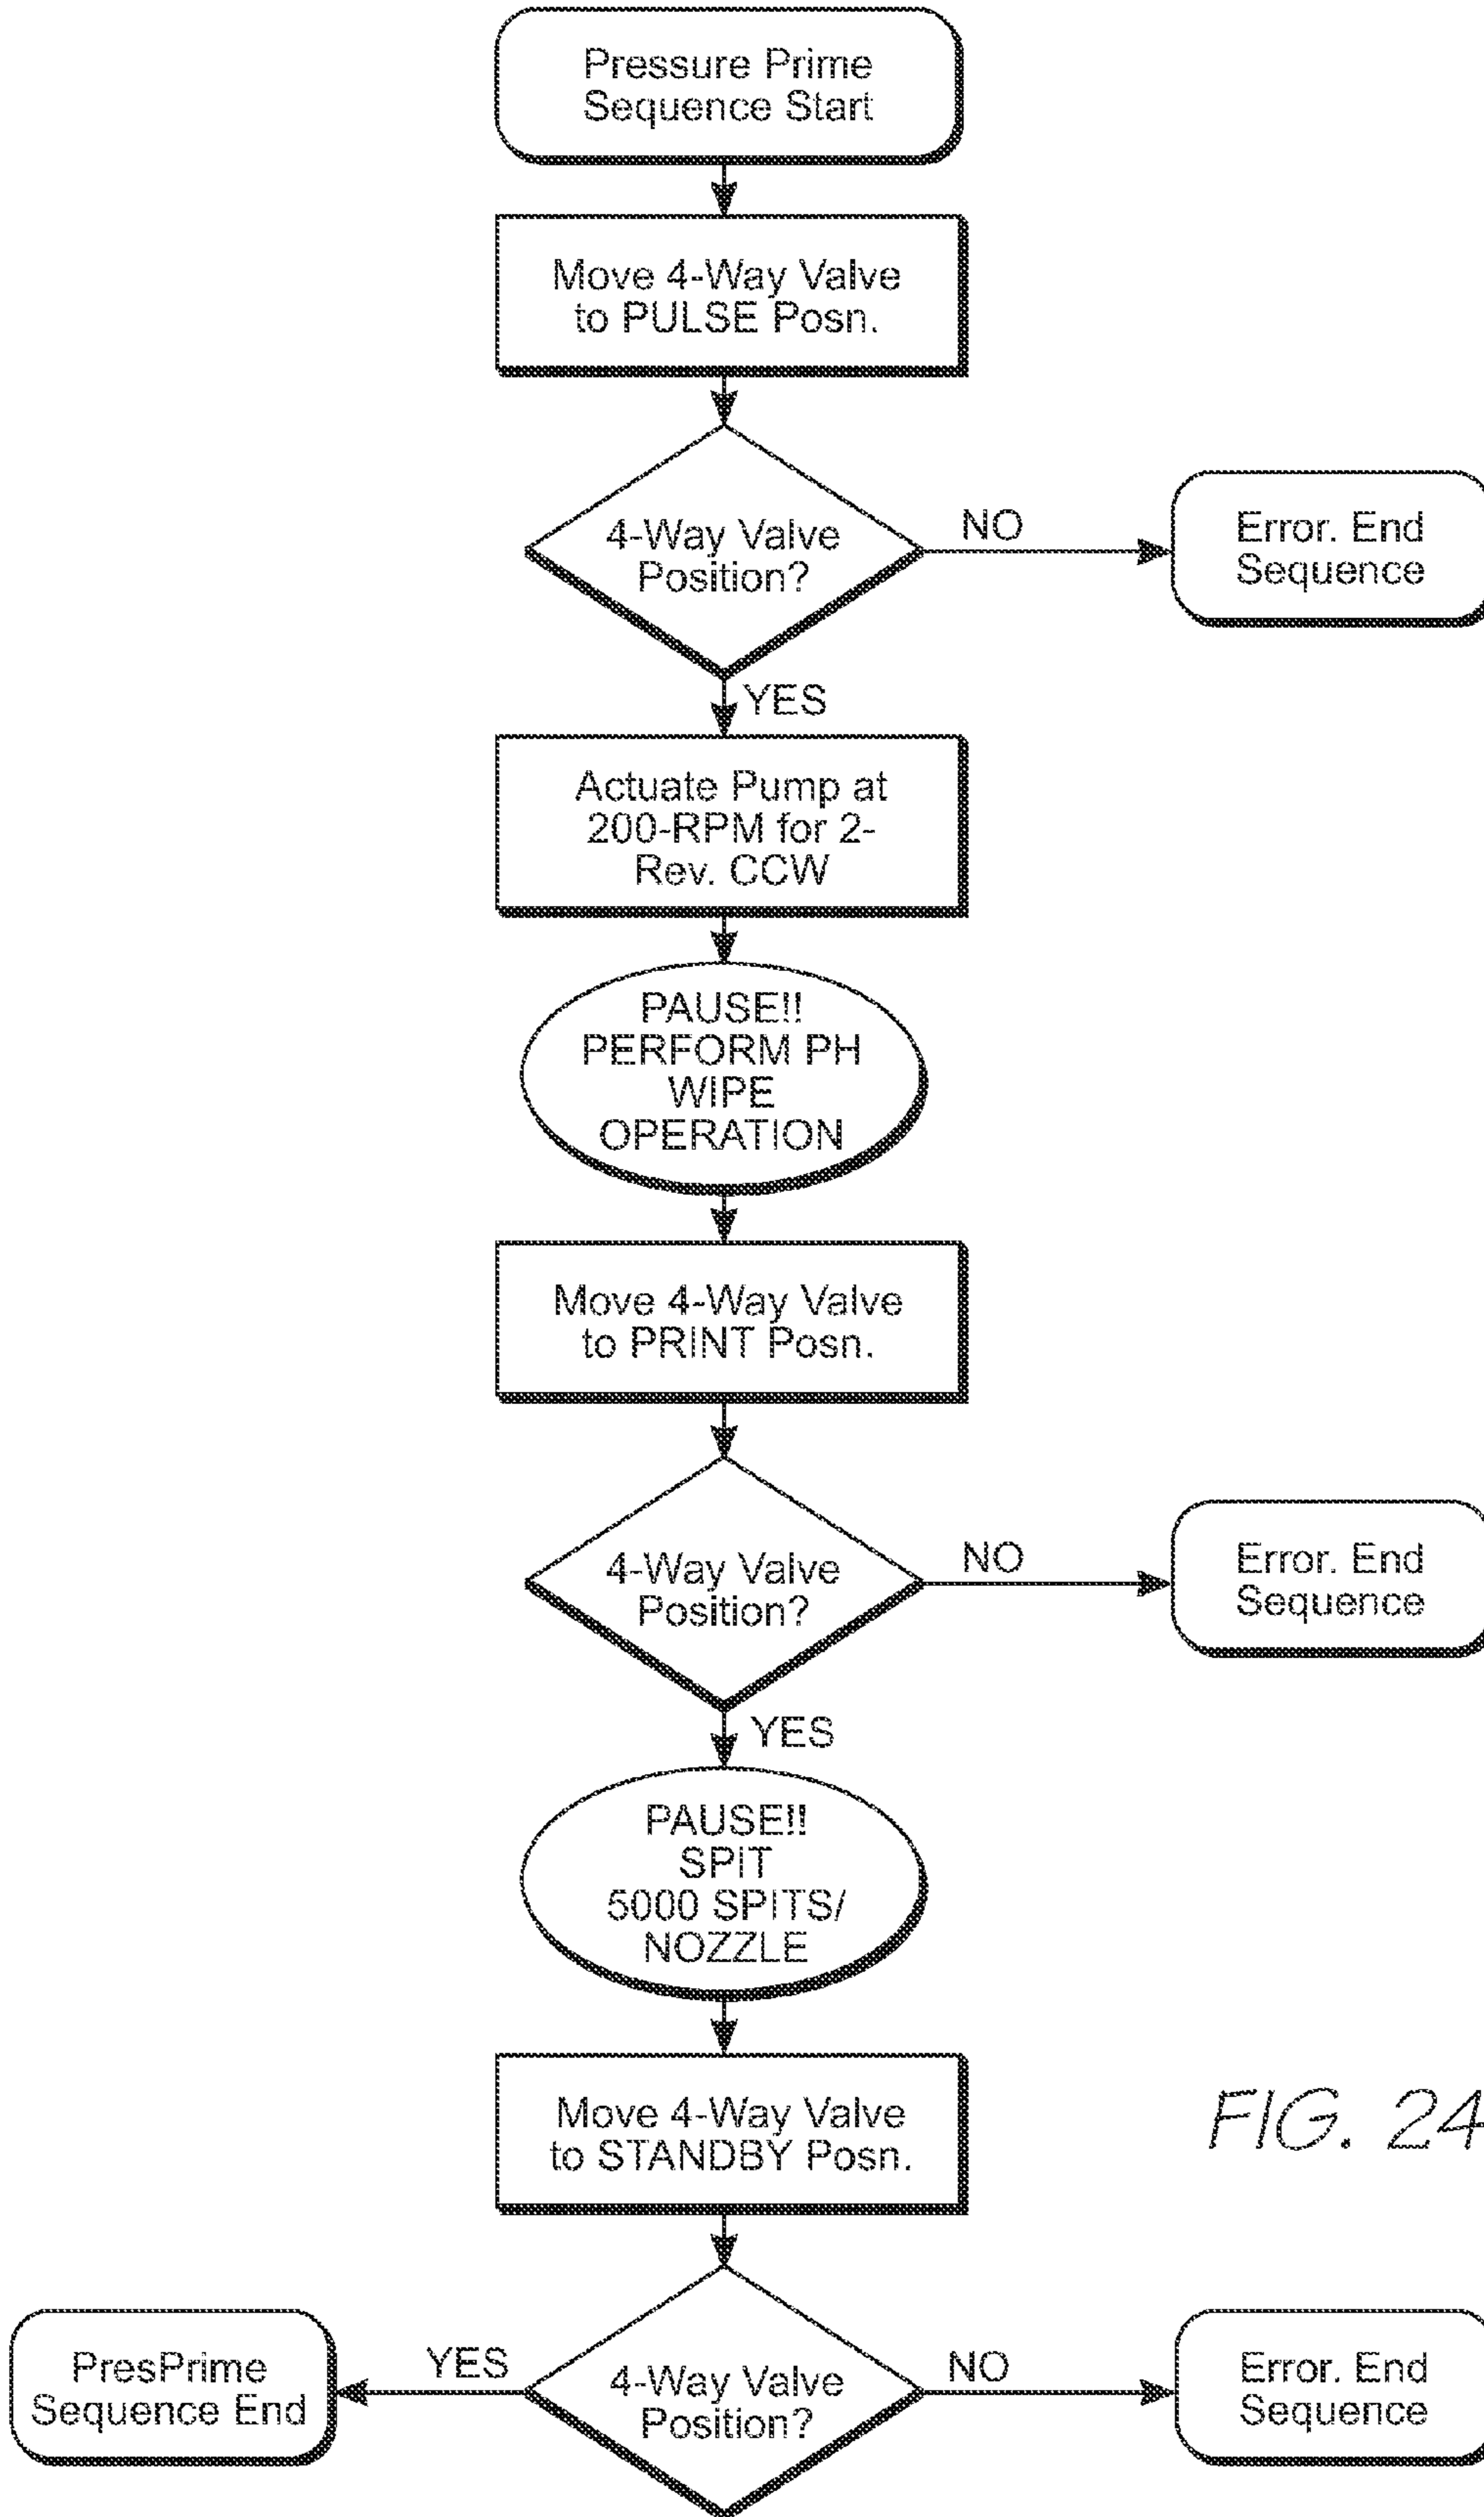 Pressure Prime
Sequence Start
Move 4-Way Valve
to PULSE Posn.
4-Way Valve
Position?
NO
Error. End
Sequence
YES
Actuate Pump at
200-RPM for 2-
Rev. CCW
PAUSE!!
PERFORM PH
WIPE
OPERATION
Move 4-Way Valve
to PRINT Posn.
4-Way Valve
Position?
NO
Error. End
Sequence
YES
PAUSE!!
SPIT
5000 SPITS/
NOZZLE
Move 4-Way Valve
to STANDBY Posn.
FIG. 24
4-Way Valve
Position?
YES
PresPrime
Sequence End
NO
Error. End
Sequence